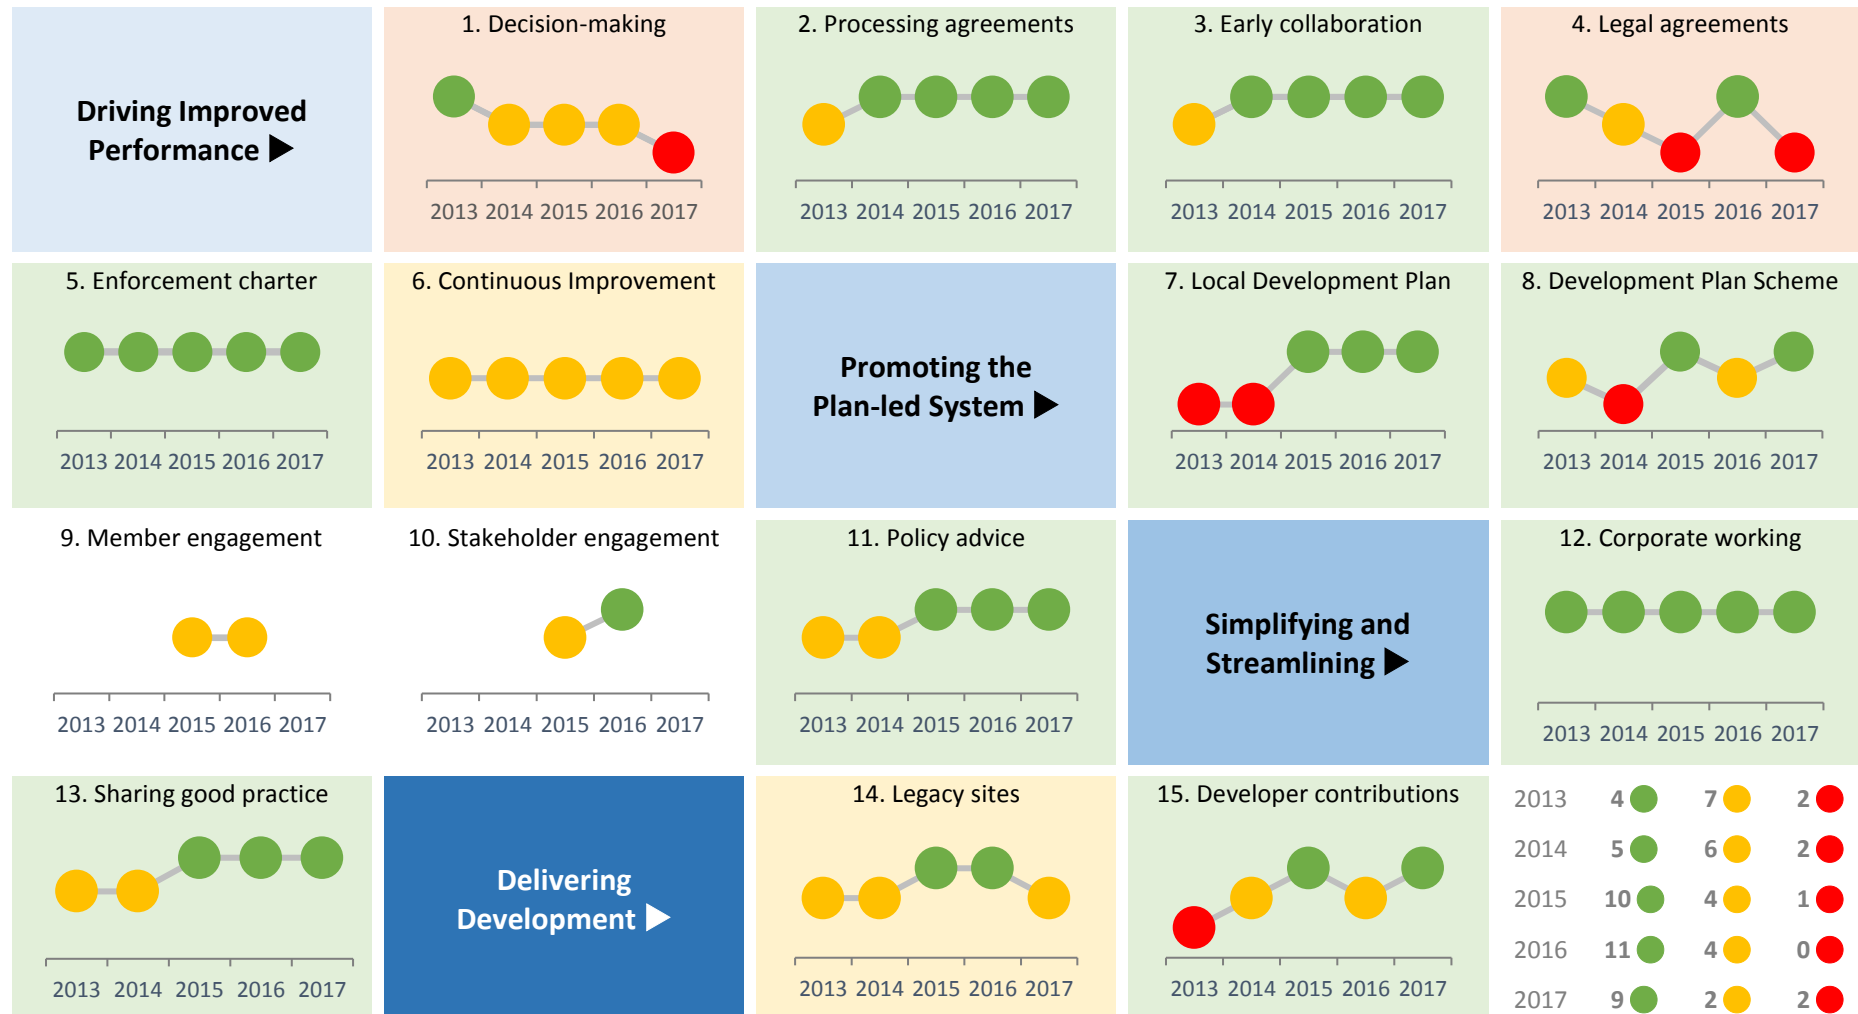 Driving Improved
Performance ▶
1. Decision-making
2013 2014 2015 2016 2017
2. Processing agreements
2013 2014 2015 2016 2017
3. Early collaboration
2013 2014 2015 2016 2017
4. Legal agreements
2013 2014 2015 2016 2017
5. Enforcement charter
2013 2014 2015 2016 2017
6. Continuous Improvement
2013 2014 2015 2016 2017
Promoting the
Plan-led System ▶
7. Local Development Plan
2013 2014 2015 2016 2017
8. Development Plan Scheme
2013 2014 2015 2016 2017
9. Member engagement
2013 2014 2015 2016 2017
10. Stakeholder engagement
2013 2014 2015 2016 2017
11. Policy advice
2013 2014 2015 2016 2017
Simplifying and
Streamlining ▶
12. Corporate working
2013 2014 2015 2016 2017
13. Sharing good practice
2013 2014 2015 2016 2017
Delivering
Development ▶
14. Legacy sites
2013 2014 2015 2016 2017
15. Developer contributions
2013 2014 2015 2016 2017
2013 4 7 2
2014 5 6 2
2015 10 4 1
2016 11 4 0
2017 9 2 2